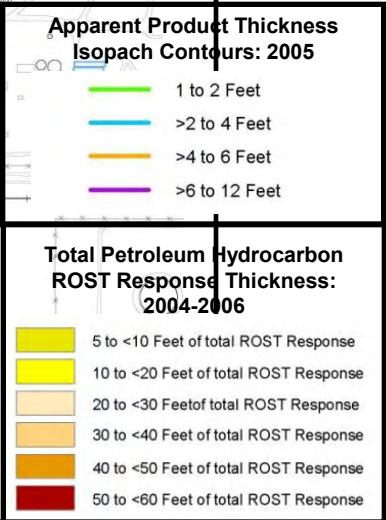 Apparent Product Thickness
Isopach Contours: 2005
1 to 2 Feet
>2 to 4 Feet
>4 to 6 Feet
>6 to 12 Feet
Total Petroleum Hydrocarbon
ROST Response Thickness:
2004-2006
5 to <10 Feet of total ROST Response
10 to <20 Feet of total ROST Response
20 to <30 Feetof total ROST Response
30 to <40 Feet of total ROST Response
40 to <50 Feet of total ROST Response
50 to <60 Feet of total ROST Response